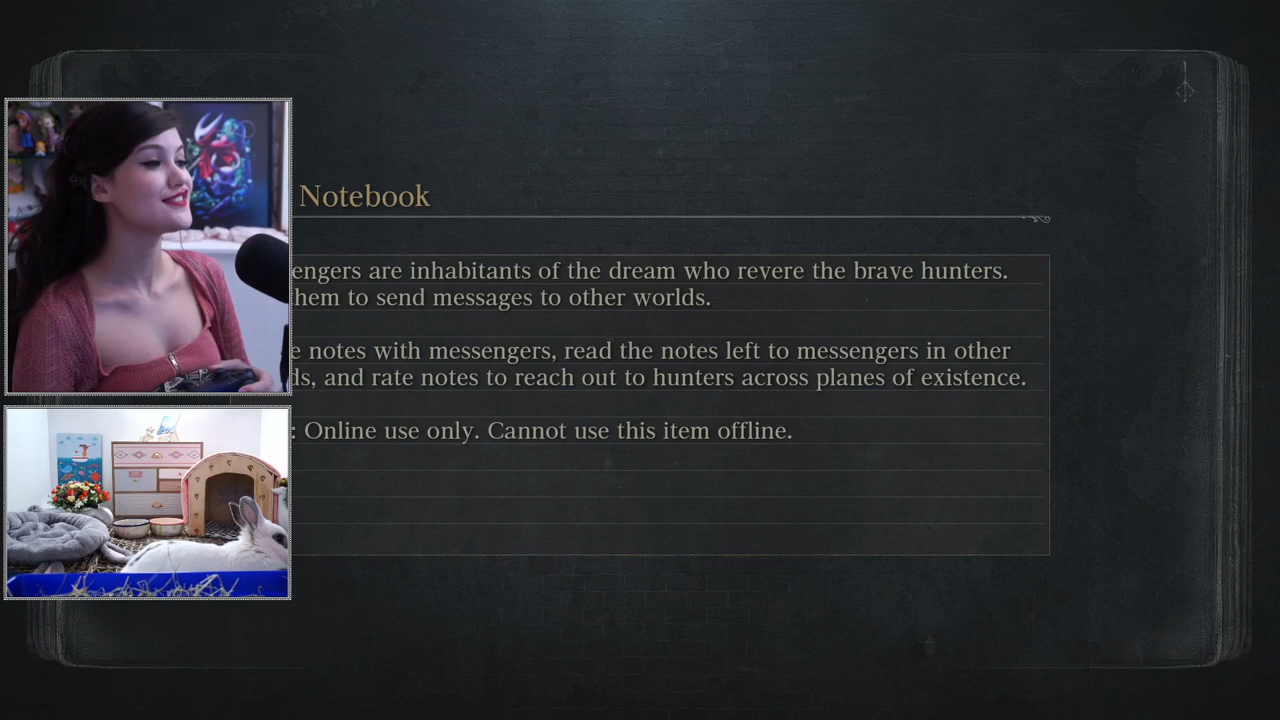 Notebook
engers are inhabitants of the dream who revere the brave hunters.
hem to send messages to other worlds.
e notes with messengers, read the notes left to messengers in other
ds, and rate notes to reach out to hunters across planes of existence.
: Online use only. Cannot use this item offline.